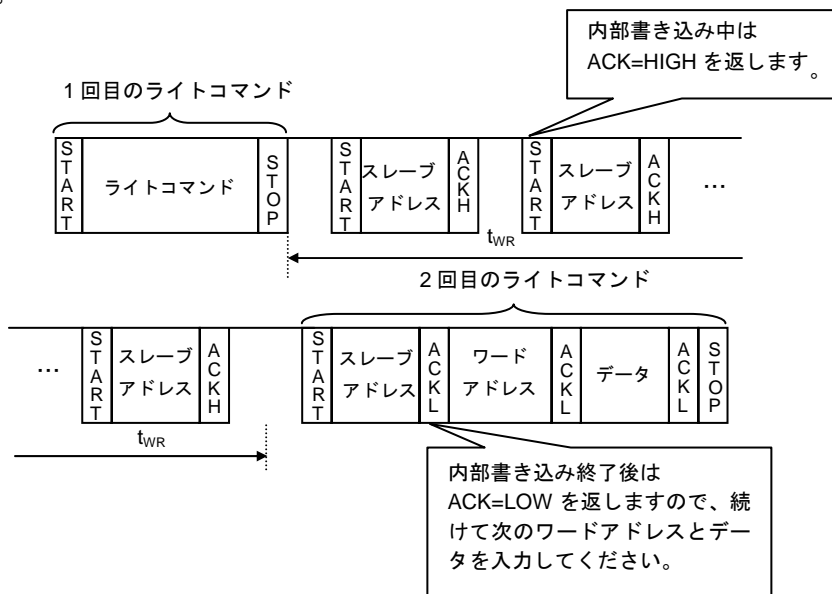 内部書き込み中は
ACK=HIGH を返します。
1 回目のライトコマンド
START
ライトコマンド
STOP
START
スレーブ
アドレス
ACKH
START
スレーブ
アドレス
ACKH
…
tWR
2 回目のライトコマンド
…
START
スレーブ
アドレス
ACKH
START
スレーブ
アドレス
ACKL
ワード
アドレス
ACKL
データ
ACKL
STOP
tWR
内部書き込み終了後は
ACK=LOW を返しますので、続
けて次のワードアドレスとデー
タを入力してください。